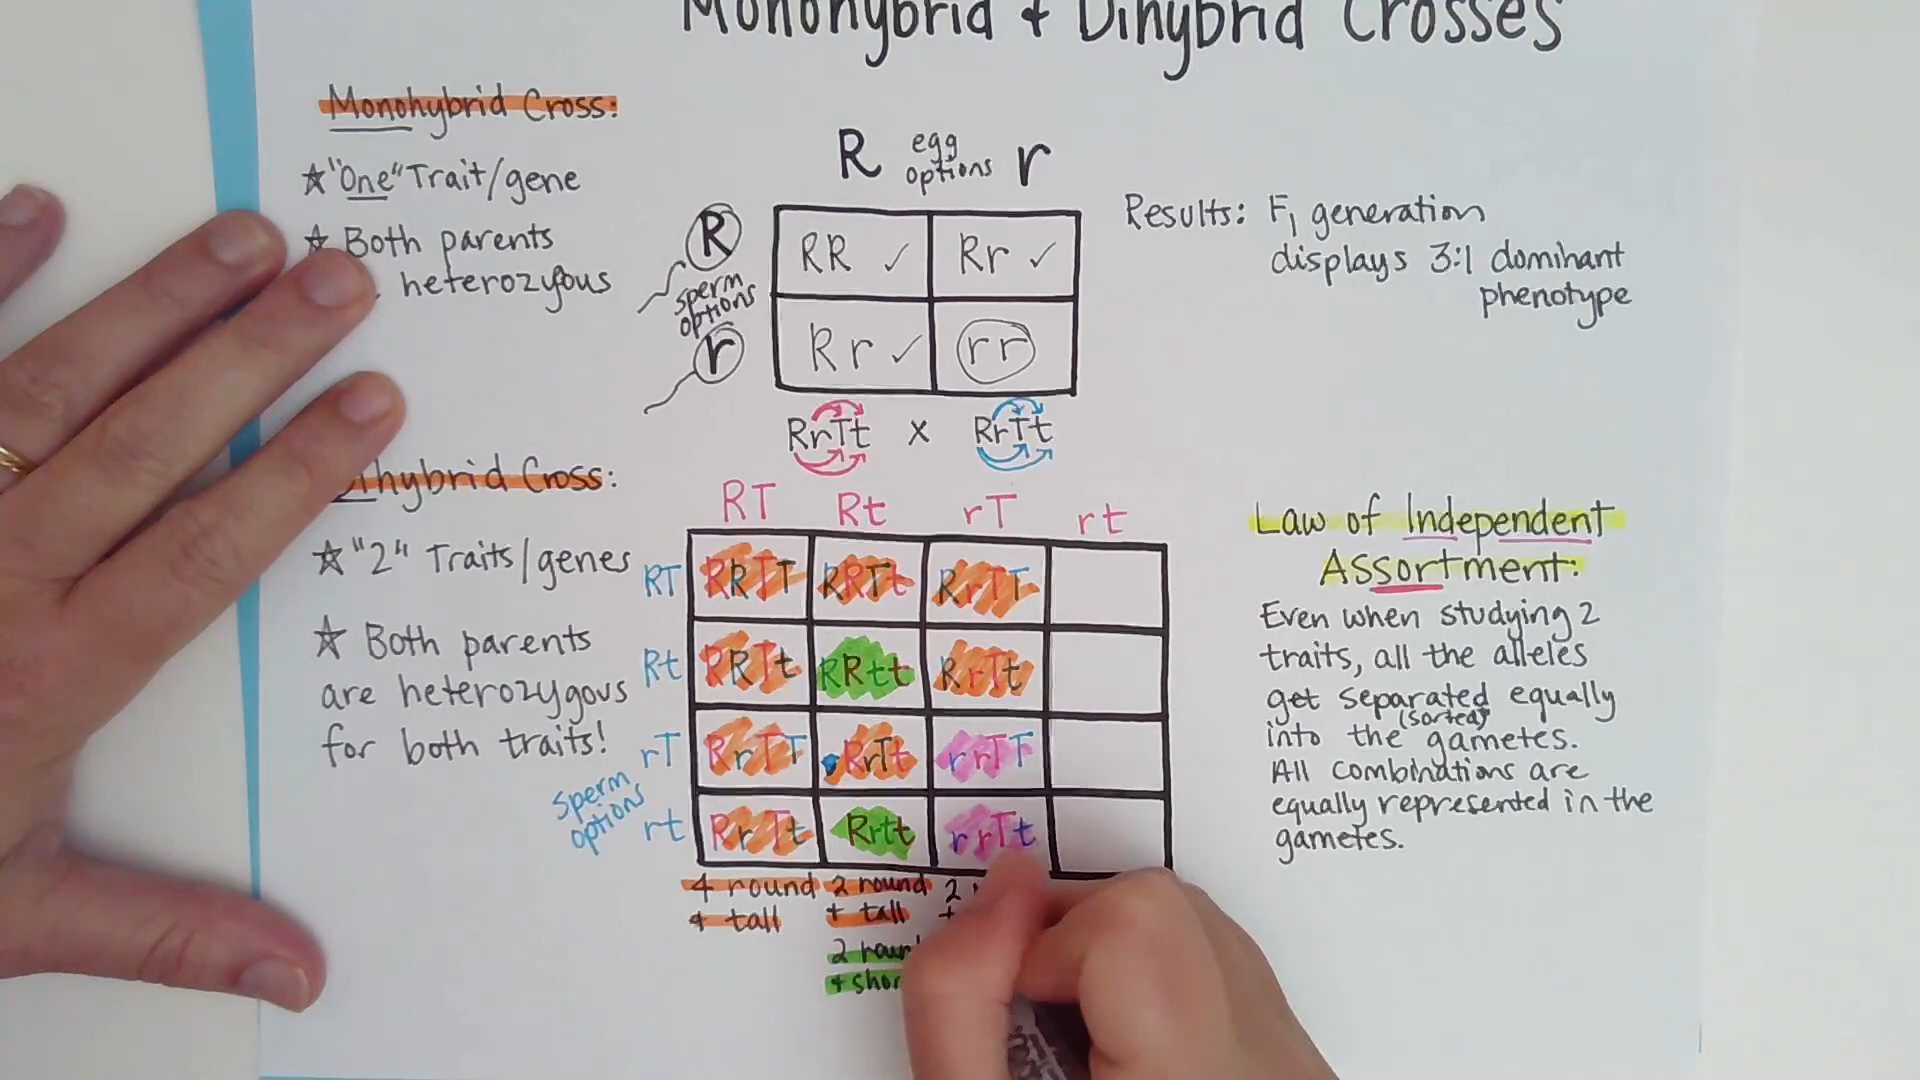 Monohybrid + Dihybrid Crosses
Monohybrid Cross:
"One" Trait/gene
Both parents
heterozygous
R egg options r
R
sperm options
r
RR ✓ Rr ✓
Rr ✓ rr
Results: F1 generation
displays 3:1 dominant
phenotype
RrTt x RrTt
hybrid Cross:
"2" Traits/genes
Both parents
are heterozygous
for both traits!
RT Rt rT rt
RT RRTT RRTt RrTT
Rt RRTt RRtt RrTt
rT RrTT RrTt rrTT
sperm options
rt RrTt Rrtt rrTt
4 round
+ tall
2 round
+ tall
2 roun
+ shor
2
+
Law of Independent
Assortment:
Even when studying 2
traits, all the alleles
get separated equally
(sorted)
into the gametes.
All combinations are
equally represented in the
gametes.